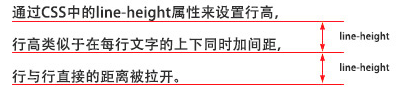 通过CSS中的line-height属性来设置行高，
line-height
行高类似于在每行文字的上下同时加间距，
line-height
行与行直接的距离被拉开。